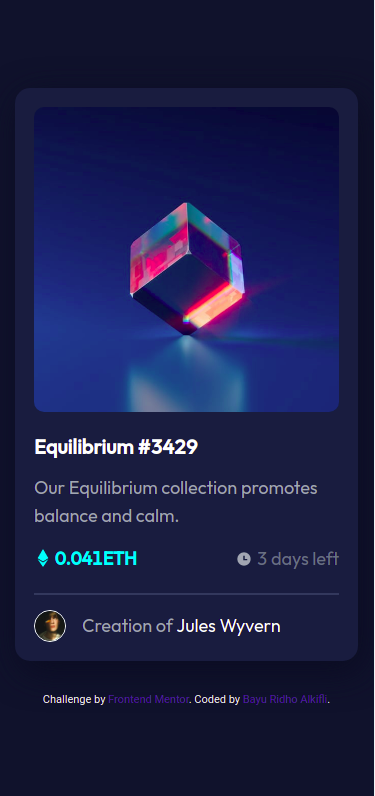 Equilibrium #3429
Our Equilibrium collection promotes
balance and calm.
0.041ETH
3 days left
Creation of Jules Wyvern
Challenge by Frontend Mentor. Coded by Bayu Ridho Alkifli.